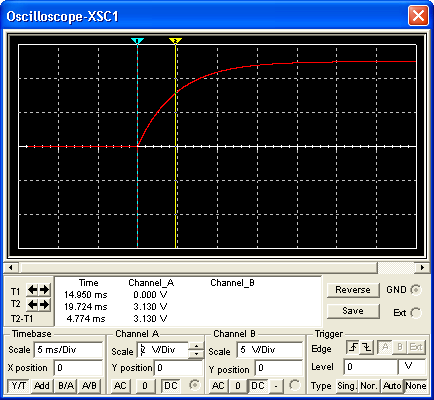 Oscilloscope-XSC1
1 2
Time Channel_A Channel_B
T1 14.950 ms 0.000 V
T2 19.724 ms 3.130 V
T2-T1 4.774 ms 3.130 V
Reverse GND
Save Ext
Timebase Channel A Channel B Trigger
Scale 5 ms/Div Scale 2 V/Div Scale 5 V/Div Edge A B Ext
X position 0 Y position 0 Y position 0 Level 0 V
Y/T Add B/A A/B AC 0 DC AC 0 DC - Type Sing. Nor. Auto None